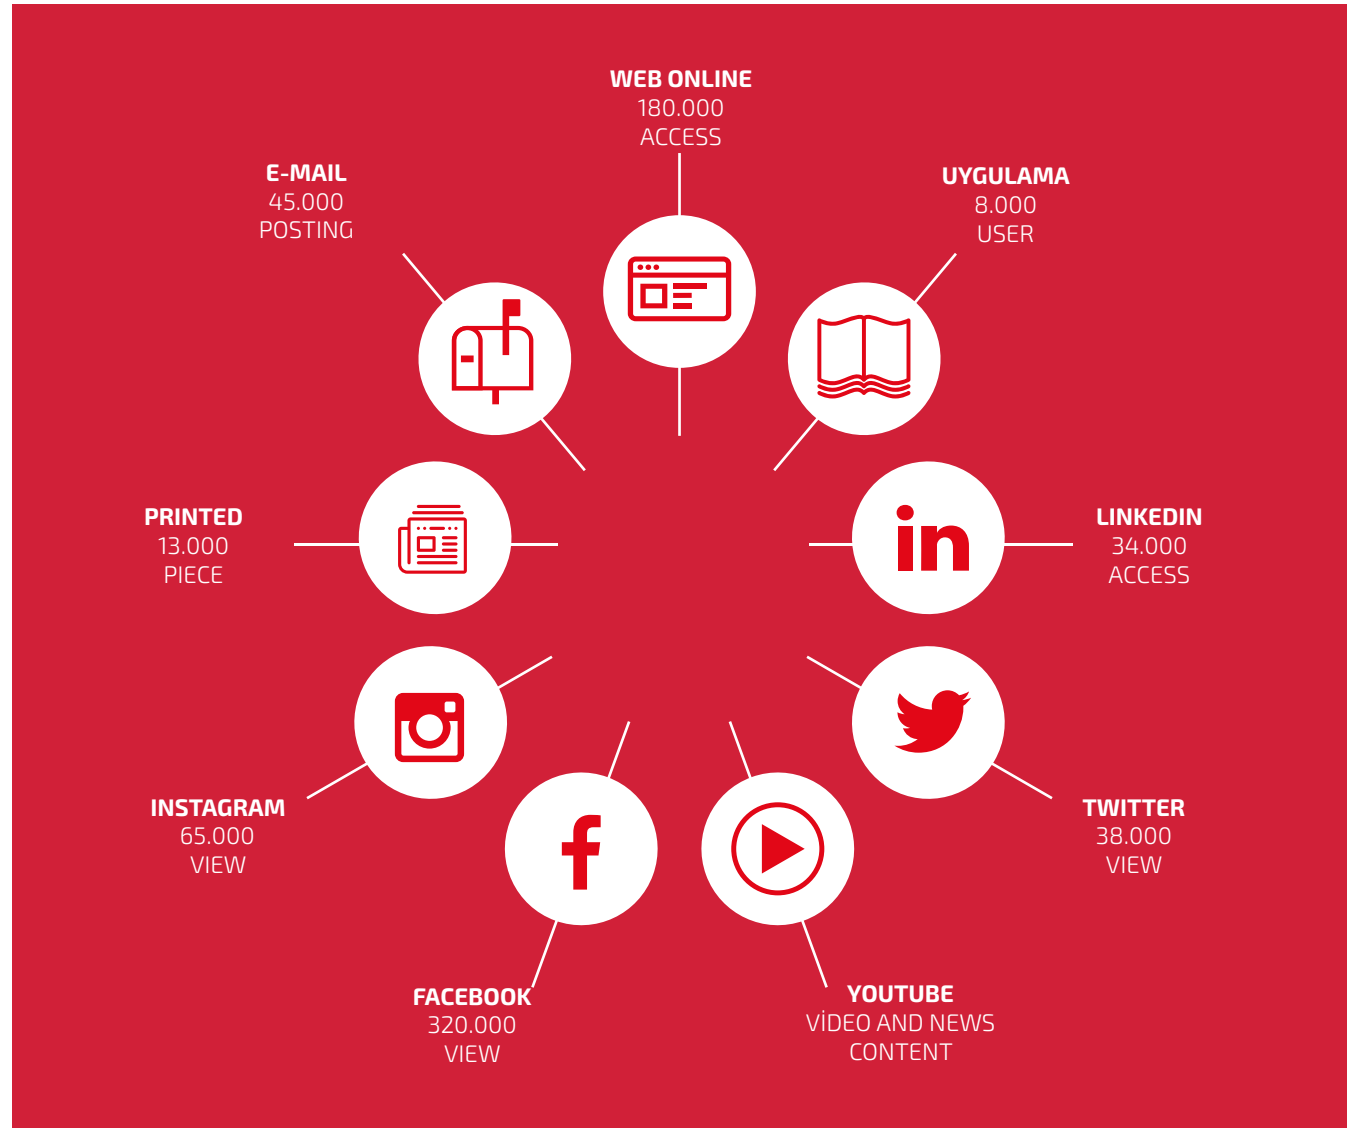 WEB ONLINE
180.000
ACCESS
E-MAIL
45.000
POSTING
UYGULAMA
8.000
USER
PRINTED
13.000
PIECE
in
LINKEDIN
34.000
ACCESS
INSTAGRAM
65.000
VIEW
TWITTER
38.000
VIEW
f
FACEBOOK
320.000
VIEW
YOUTUBE
VİDEO AND NEWS
CONTENT